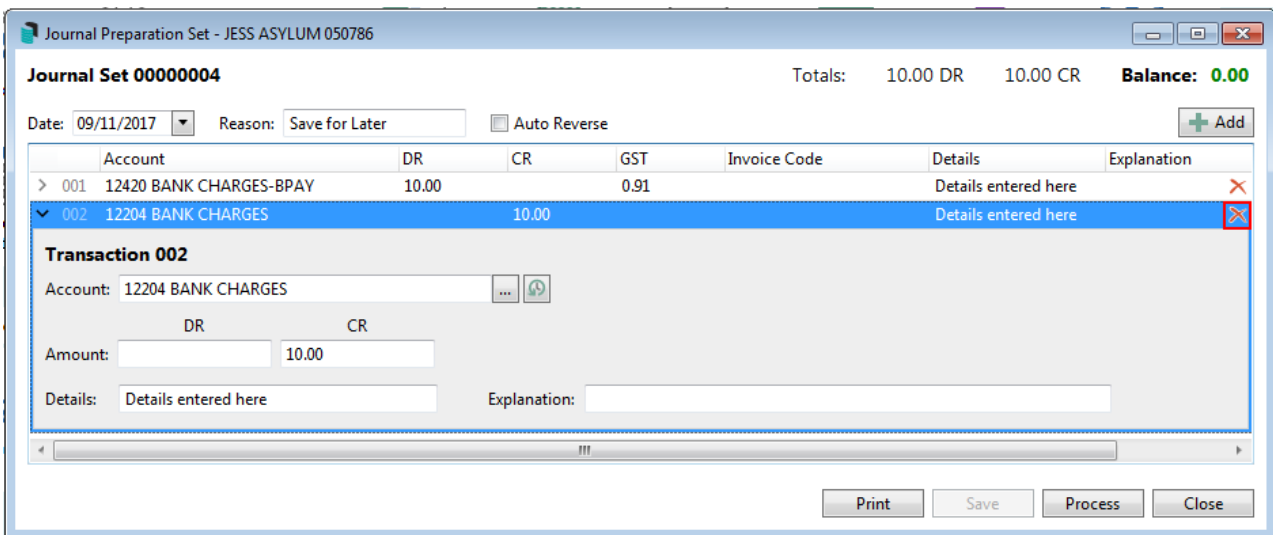 Journal Preparation Set - JESS ASYLUM 050786
Journal Set 00000004 Totals: 10.00 DR 10.00 CR Balance: 0.00
Date: 09/11/2017 Reason: Save for Later Auto Reverse Add
Account DR CR GST Invoice Code Details Explanation
001 12420 BANK CHARGES-BPAY 10.00 0.91 Details entered here
002 12204 BANK CHARGES 10.00 Details entered here
Transaction 002
Account: 12204 BANK CHARGES ...
DR CR
Amount: 10.00
Details: Details entered here Explanation:
Print Save Process Close